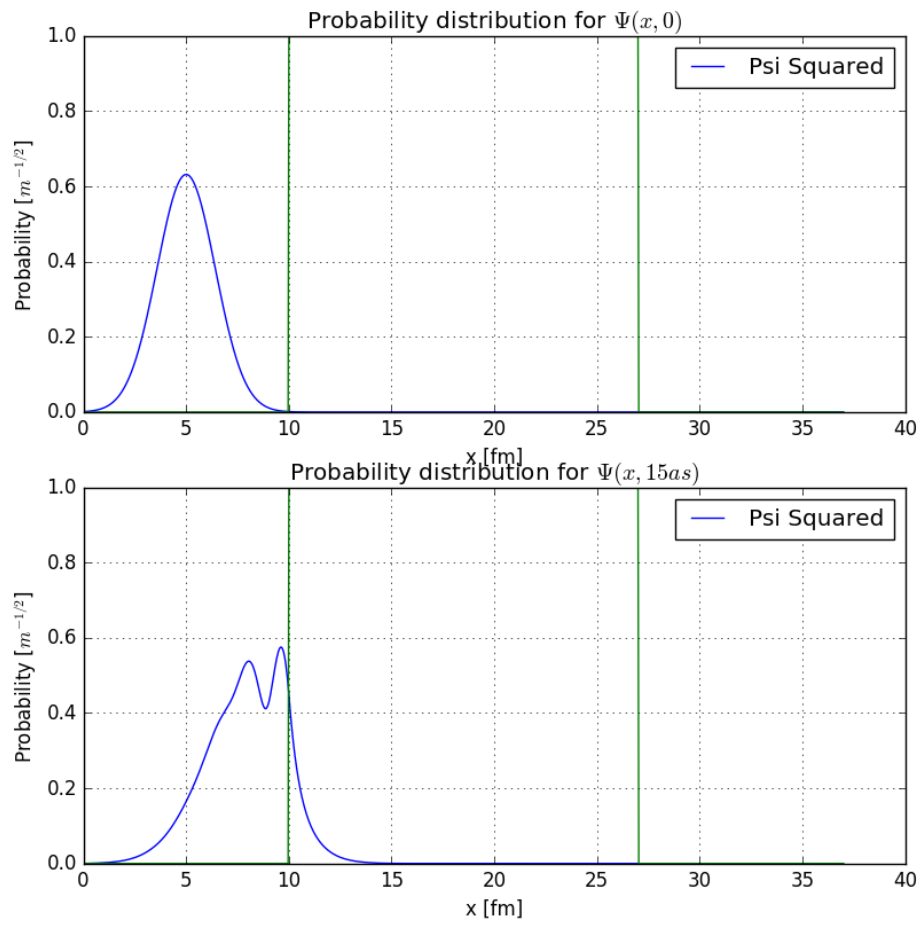 Probability distribution for Ψ(x, 0)
1.0
Psi Squared
0.8
0.6
0.4
0.2
0.0
Probability [m^{-1/2}]
0 5 10 15 20 25 30 35 40
x [fm]
Probability distribution for Ψ(x, 15as)
1.0
Psi Squared
0.8
0.6
0.4
0.2
0.0
Probability [m^{-1/2}]
0 5 10 15 20 25 30 35 40
x [fm]